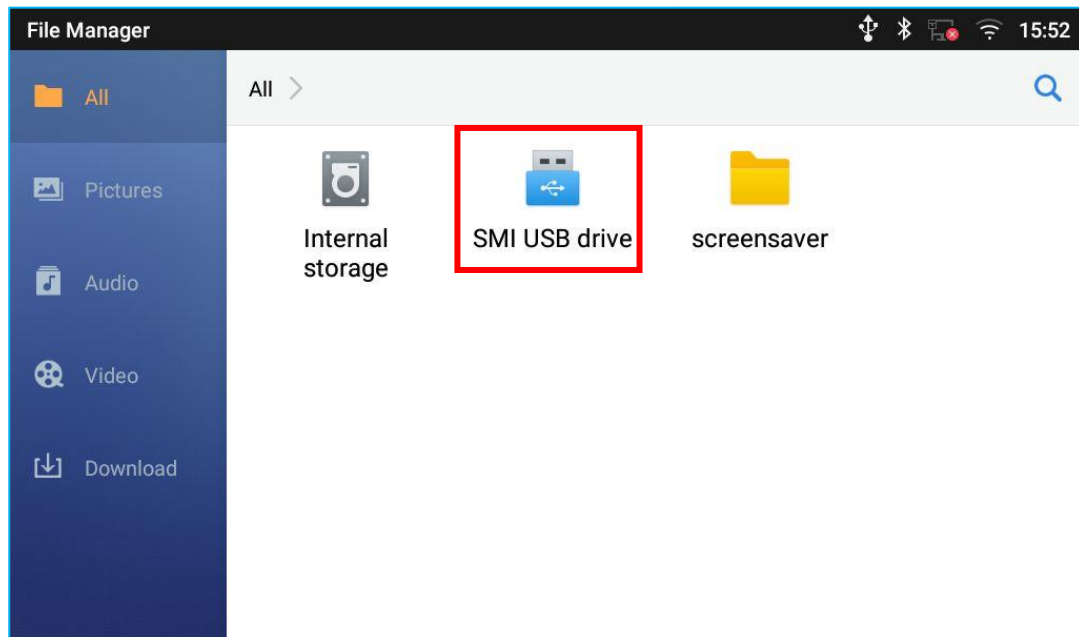 File Manager
15:52
All
All
Pictures
Audio
Video
Download
Internal
storage
SMI USB drive
screensaver